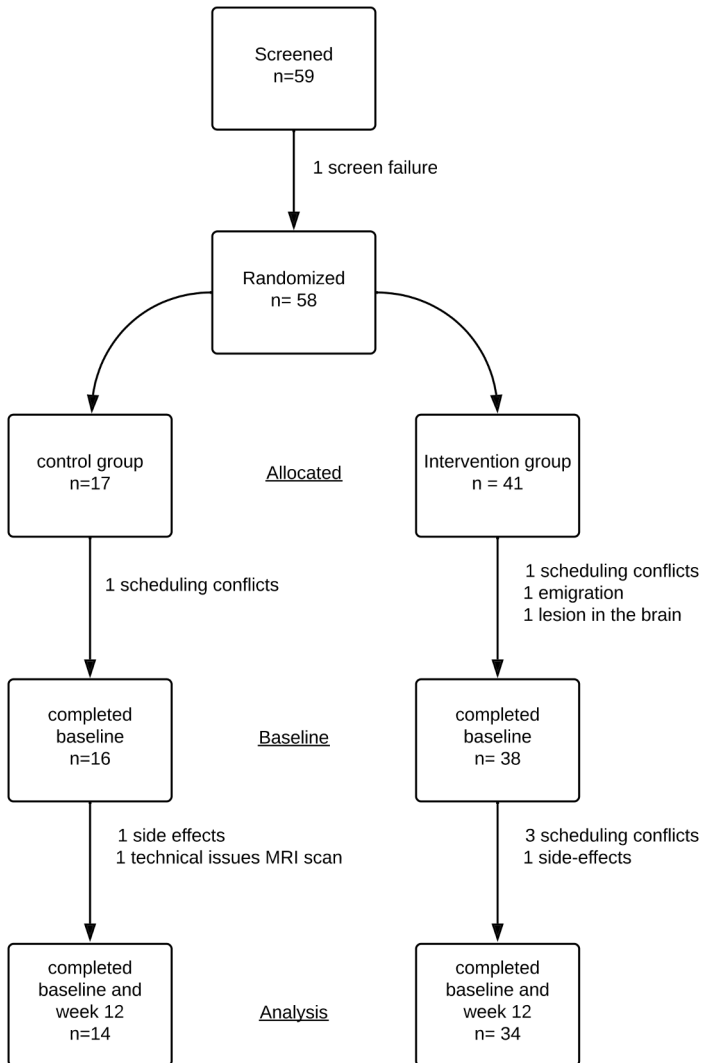 Screened
n=59
1 screen failure
Randomized
n= 58
control group
n=17
Allocated
Intervention group
n = 41
1 scheduling conflicts
1 scheduling conflicts
1 emigration
1 lesion in the brain
completed
baseline
n=16
Baseline
completed
baseline
n= 38
1 side effects
1 technical issues MRI scan
3 scheduling conflicts
1 side-effects
completed
baseline and
week 12
n=14
Analysis
completed
baseline and
week 12
n= 34